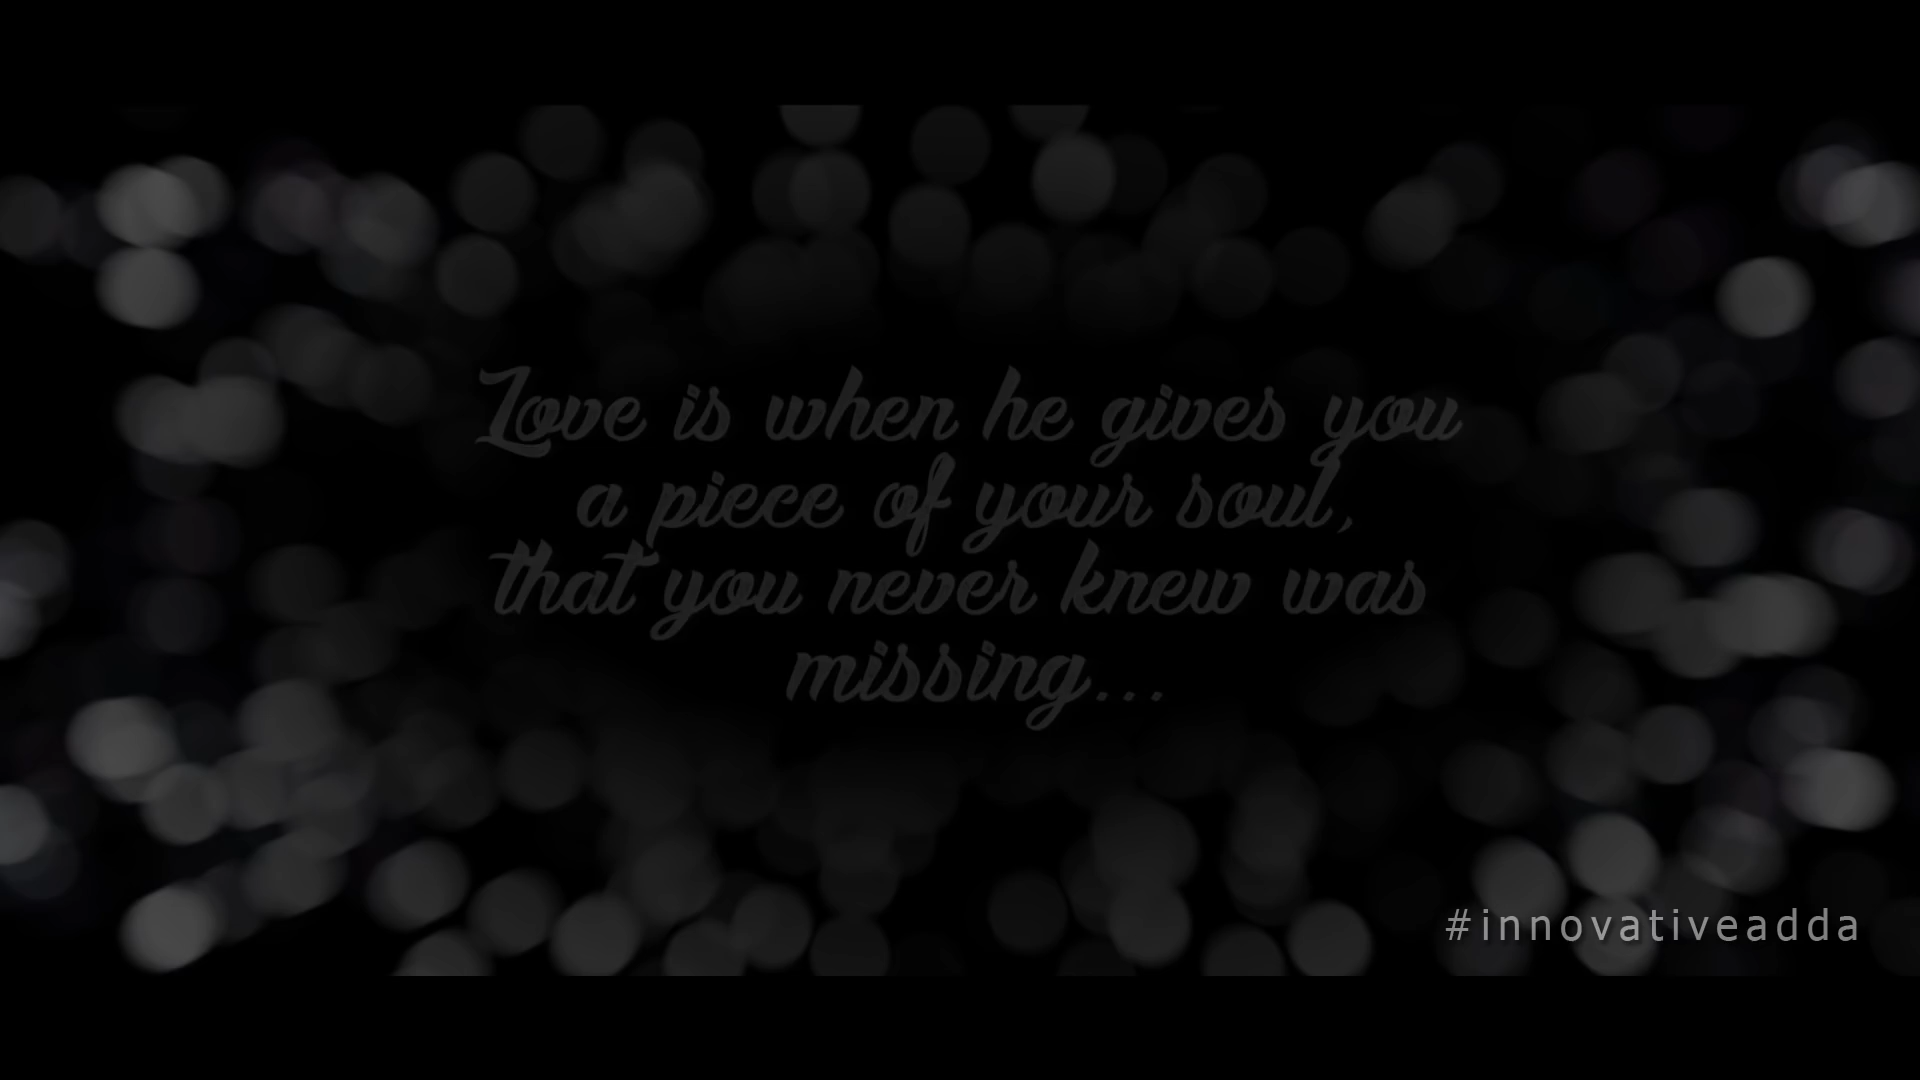 Love is when he gives you
a piece of your soul,
that you never knew was
missing...
#innovativeadda